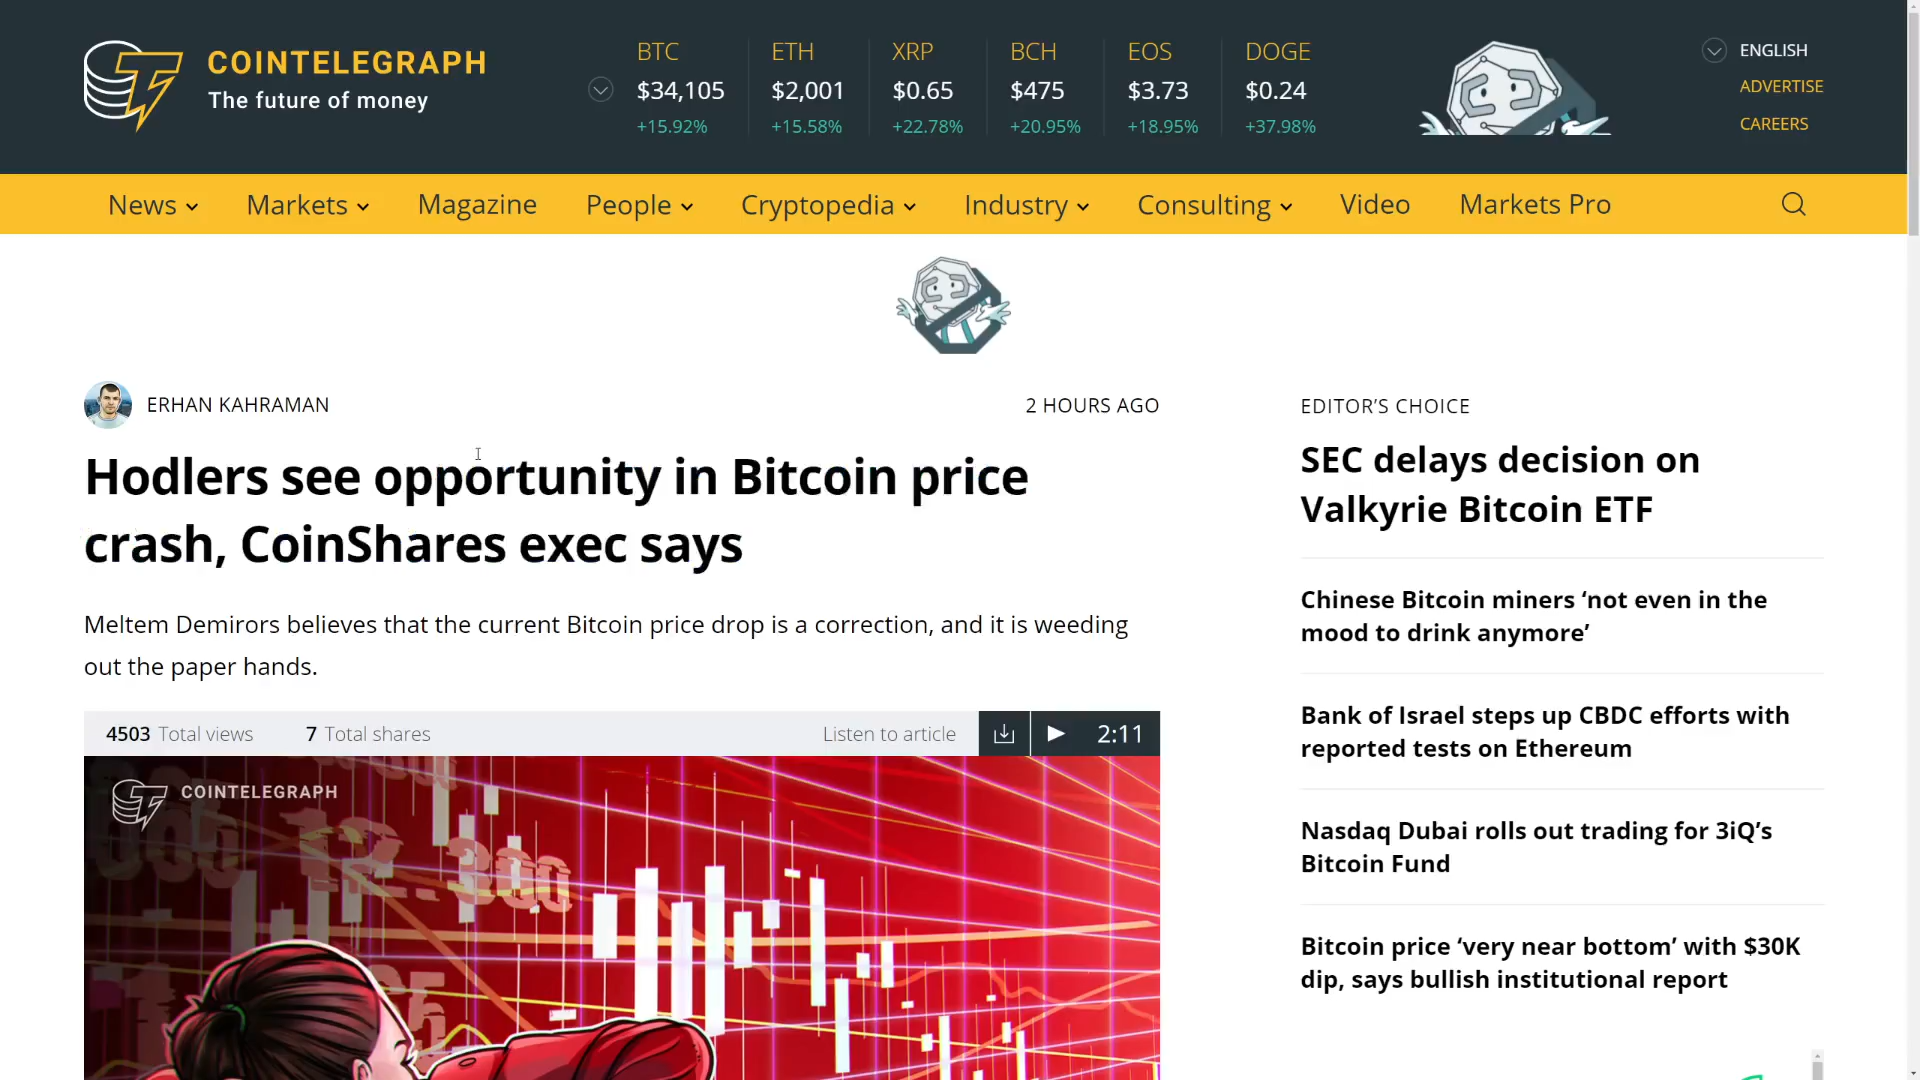 COINTELEGRAPH
The future of money
BTC
$34,105
+15.92%
ETH
$2,001
+15.58%
XRP
$0.65
+22.78%
BCH
$475
+20.95%
EOS
$3.73
+18.95%
DOGE
$0.24
+37.98%
ENGLISH
ADVERTISE
CAREERS
News
Markets
Magazine
People
Cryptopedia
Industry
Consulting
Video
Markets Pro
ERHAN KAHRAMAN
2 HOURS AGO
Hodlers see opportunity in Bitcoin price
crash, CoinShares exec says
Meltem Demirors believes that the current Bitcoin price drop is a correction, and it is weeding
out the paper hands.
4503 Total views
7 Total shares
Listen to article
2:11
COINTELEGRAPH
EDITOR’S CHOICE
SEC delays decision on
Valkyrie Bitcoin ETF
Chinese Bitcoin miners ‘not even in the
mood to drink anymore’
Bank of Israel steps up CBDC efforts with
reported tests on Ethereum
Nasdaq Dubai rolls out trading for 3iQ’s
Bitcoin Fund
Bitcoin price ‘very near bottom’ with $30K
dip, says bullish institutional report